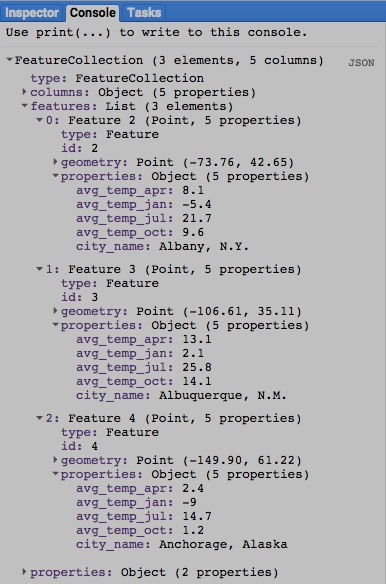 Inspector Console Tasks
Use print(...) to write to this console.
FeatureCollection (3 elements, 5 columns) JSON
type: FeatureCollection
columns: Object (5 properties)
features: List (3 elements)
0: Feature 2 (Point, 5 properties)
type: Feature
id: 2
geometry: Point (-73.76, 42.65)
properties: Object (5 properties)
avg_temp_apr: 8.1
avg_temp_jan: -5.4
avg_temp_jul: 21.7
avg_temp_oct: 9.6
city_name: Albany, N.Y.
1: Feature 3 (Point, 5 properties)
type: Feature
id: 3
geometry: Point (-106.61, 35.11)
properties: Object (5 properties)
avg_temp_apr: 13.1
avg_temp_jan: 2.1
avg_temp_jul: 25.8
avg_temp_oct: 14.1
city_name: Albuquerque, N.M.
2: Feature 4 (Point, 5 properties)
type: Feature
id: 4
geometry: Point (-149.90, 61.22)
properties: Object (5 properties)
avg_temp_apr: 2.4
avg_temp_jan: -9
avg_temp_jul: 14.7
avg_temp_oct: 1.2
city_name: Anchorage, Alaska
properties: Object (2 properties)